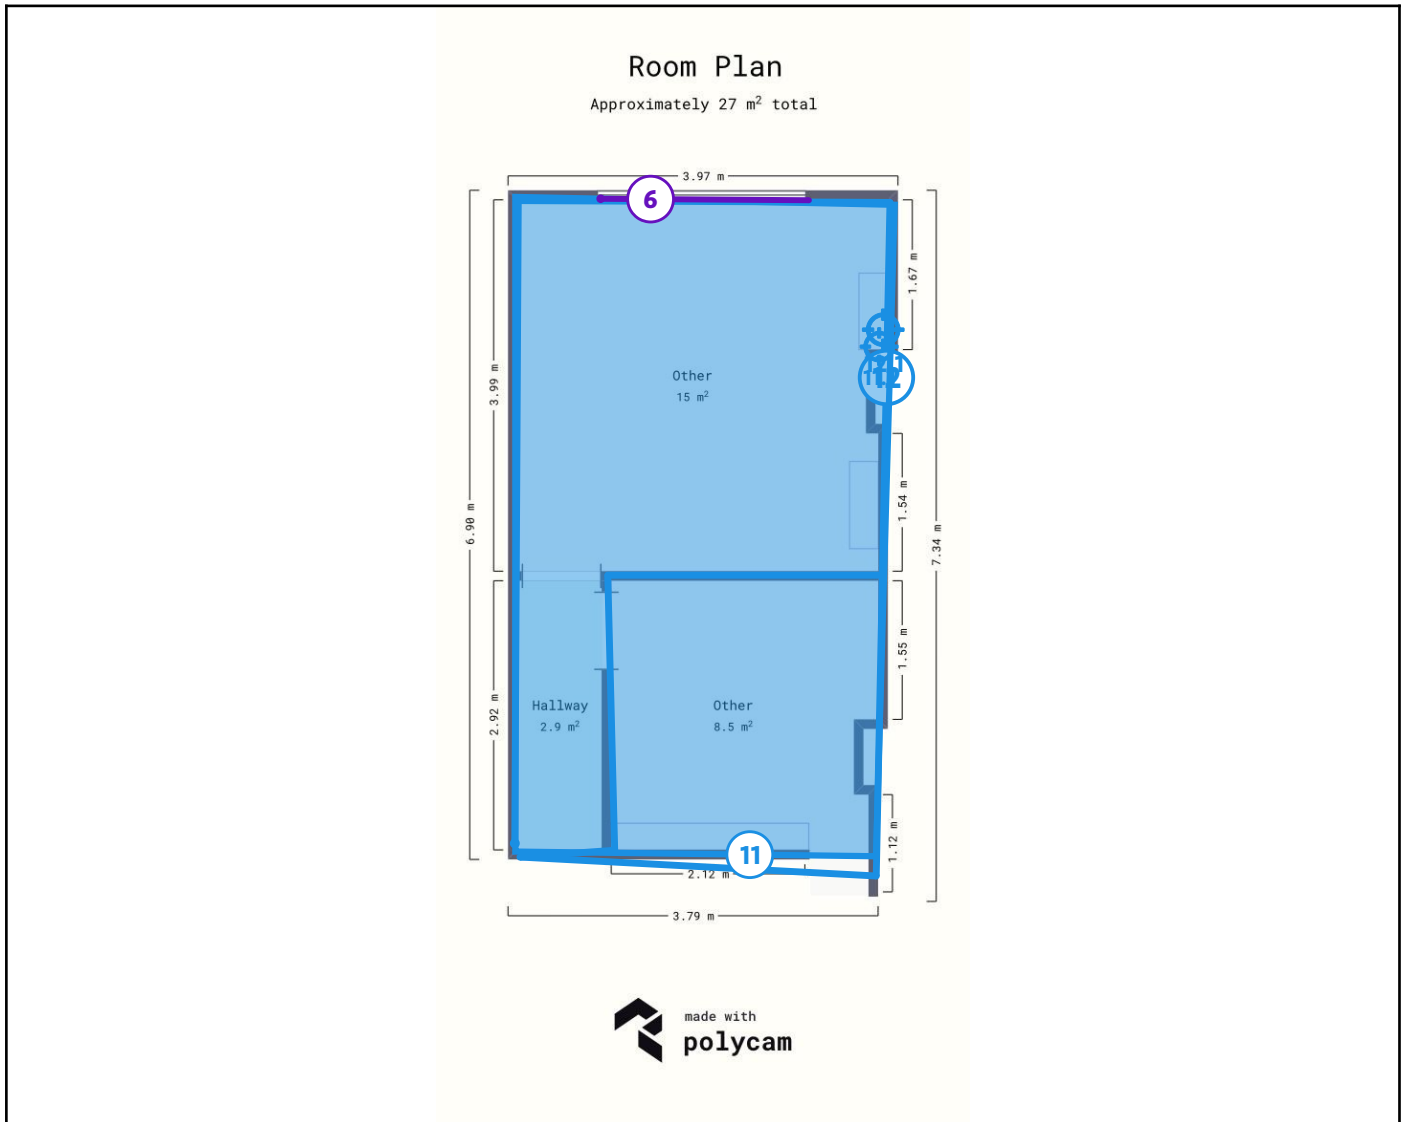 Room Plan
Approximately 27 m² total
3.97 m
6
1.67 m
3.99 m
Other
15 m²
12
6.90 m
1.54 m
7.34 m
1.55 m
2.92 m
Hallway
2.9 m²
Other
8.5 m²
1.12 m
11
2.12 m
3.79 m
made with
polycam